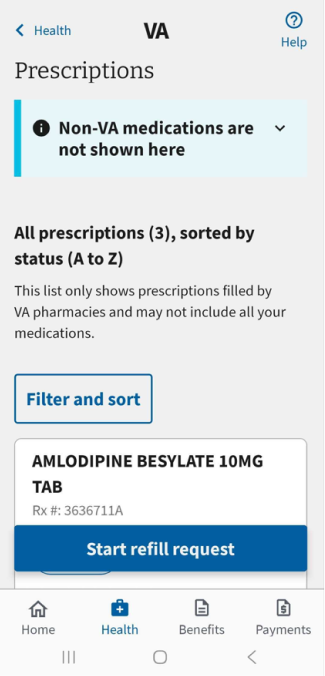 Health
VA
Help
Prescriptions
Non-VA medications are
not shown here
All prescriptions (3), sorted by
status (A to Z)
This list only shows prescriptions filled by
VA pharmacies and may not include all your
medications.
Filter and sort
AMLODIPINE BESYLATE 10MG
TAB
Rx #: 3636711A
Start refill request
Home
Health
Benefits
Payments